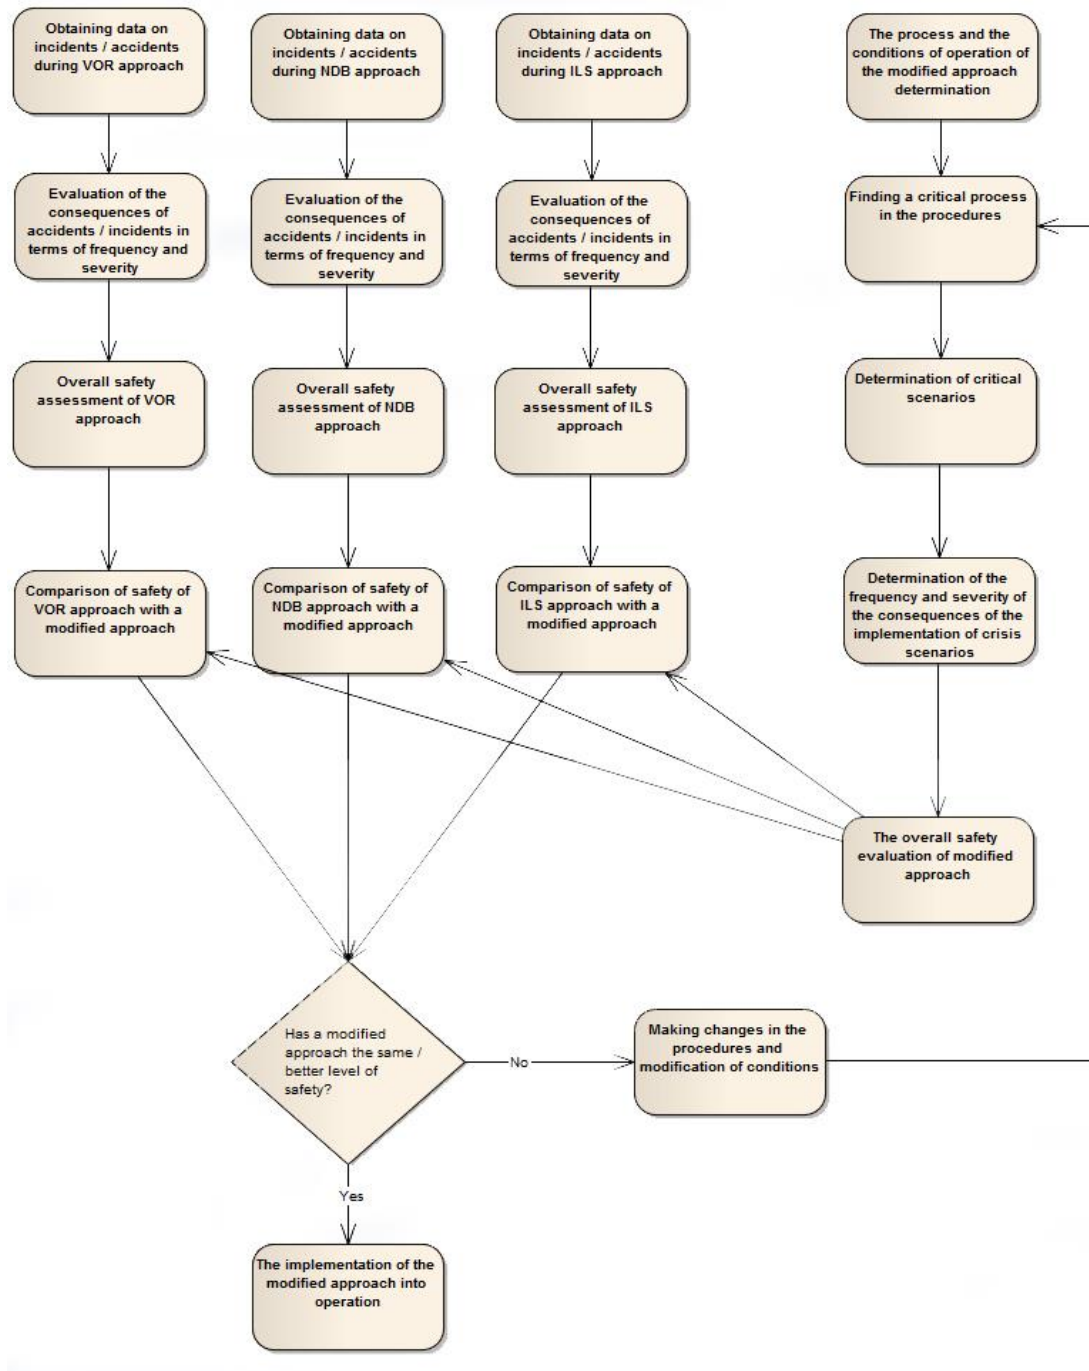 Obtaining data on
incidents / accidents
during VOR approach
Obtaining data on
incidents / accidents
during NDB approach
Obtaining data on
incidents / accidents
during ILS approach
The process and the
conditions of operation of
the modified approach
determination
Evaluation of the
consequences of
accidents / incidents in
terms of frequency and
severity
Evaluation of the
consequences of
accidents / incidents in
terms of frequency and
severity
Evaluation of the
consequences of
accidents / incidents in
terms of frequency and
severity
Finding a critical process
in the procedures
Overall safety
assessment of VOR
approach
Overall safety
assessment of NDB
approach
Overall safety
assessment of ILS
approach
Determination of critical
scenarios
Comparison of safety of
VOR approach with a
modified approach
Comparison of safety of
NDB approach with a
modified approach
Comparison of safety of
ILS approach with a
modified approach
Determination of the
frequency and severity of
the consequences of the
implementation of crisis
scenarios
The overall safety
evaluation of modified
approach
Has a modified
approach the same /
better level of
safety?
No
Making changes in the
procedures and
modification of conditions
Yes
The implementation of the
modified approach into
operation